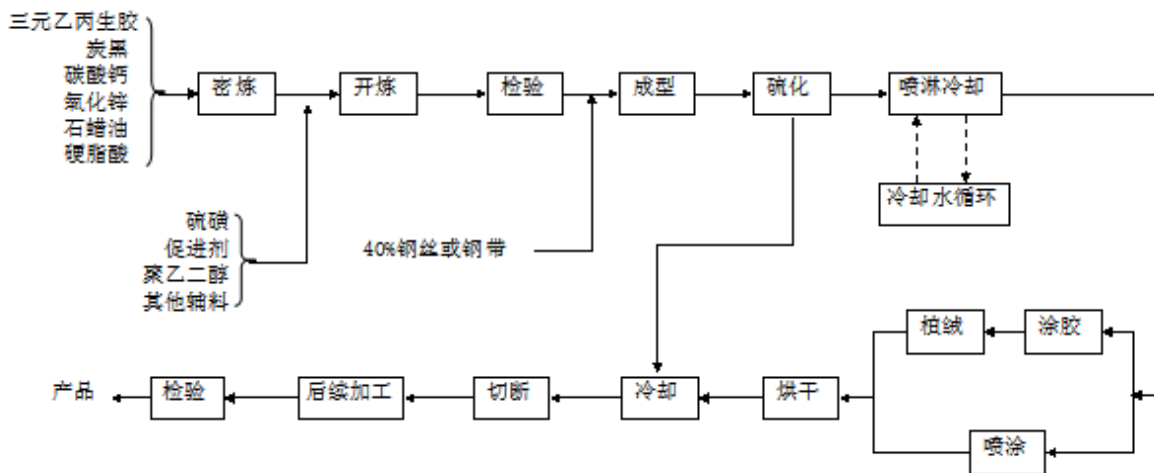 三元乙丙生胶
炭黑
碳酸钙
氧化锌
石蜡油
硬脂酸
密炼
开炼
检验
成型
硫化
喷淋冷却
冷却水循环
硫磺
促进剂
聚乙二醇
其他辅料
40%钢丝或钢带
植绒
涂胶
产品
检验
后续加工
切断
冷却
烘干
喷涂